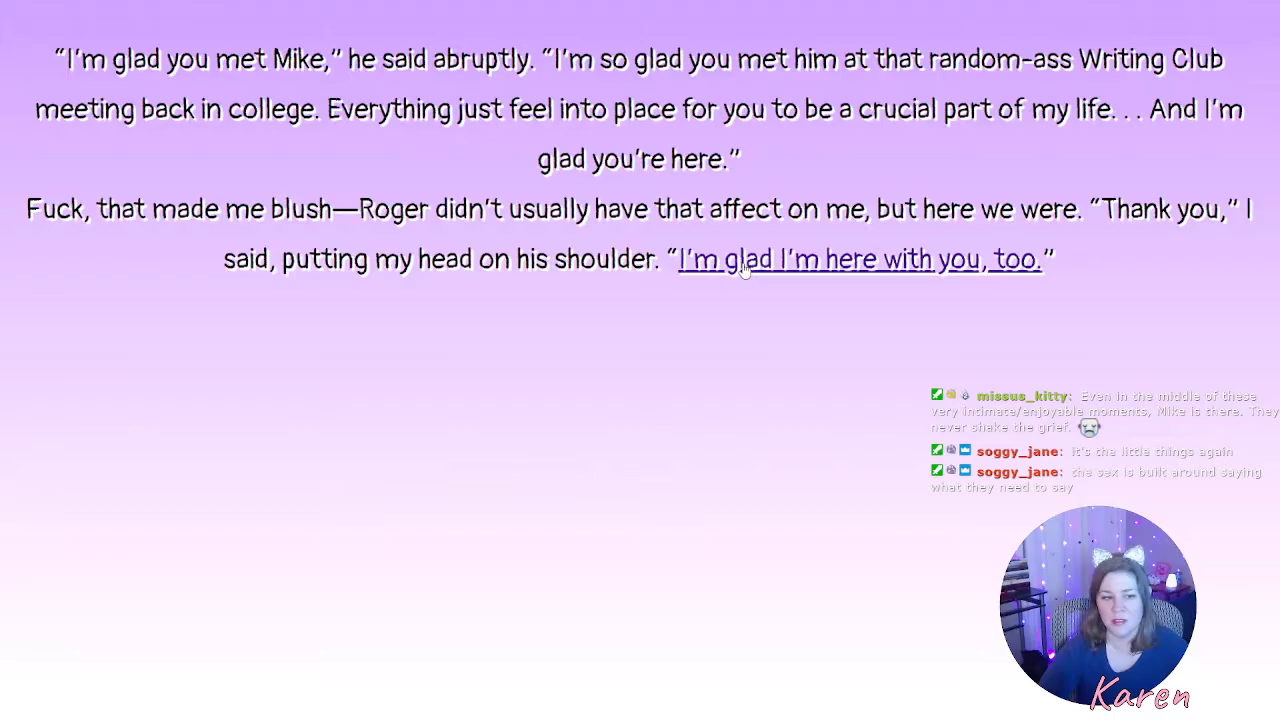 “I’m glad you met Mike,” he said abruptly. “I’m so glad you met him at that random-ass Writing Club
meeting back in college. Everything just feel into place for you to be a crucial part of my life. . . And I’m
glad you’re here.”
Fuck, that made me blush—Roger didn’t usually have that affect on me, but here we were. “Thank you,” I
said, putting my head on his shoulder. “I’m glad I’m here with you, too.”
missus_kitty: Even in the middle of these
very intimate/enjoyable moments, Mike is there. They
never shake the grief.
soggy_jane: it's the little things again
soggy_jane: the sex is built around saying
what they need to say
Karen